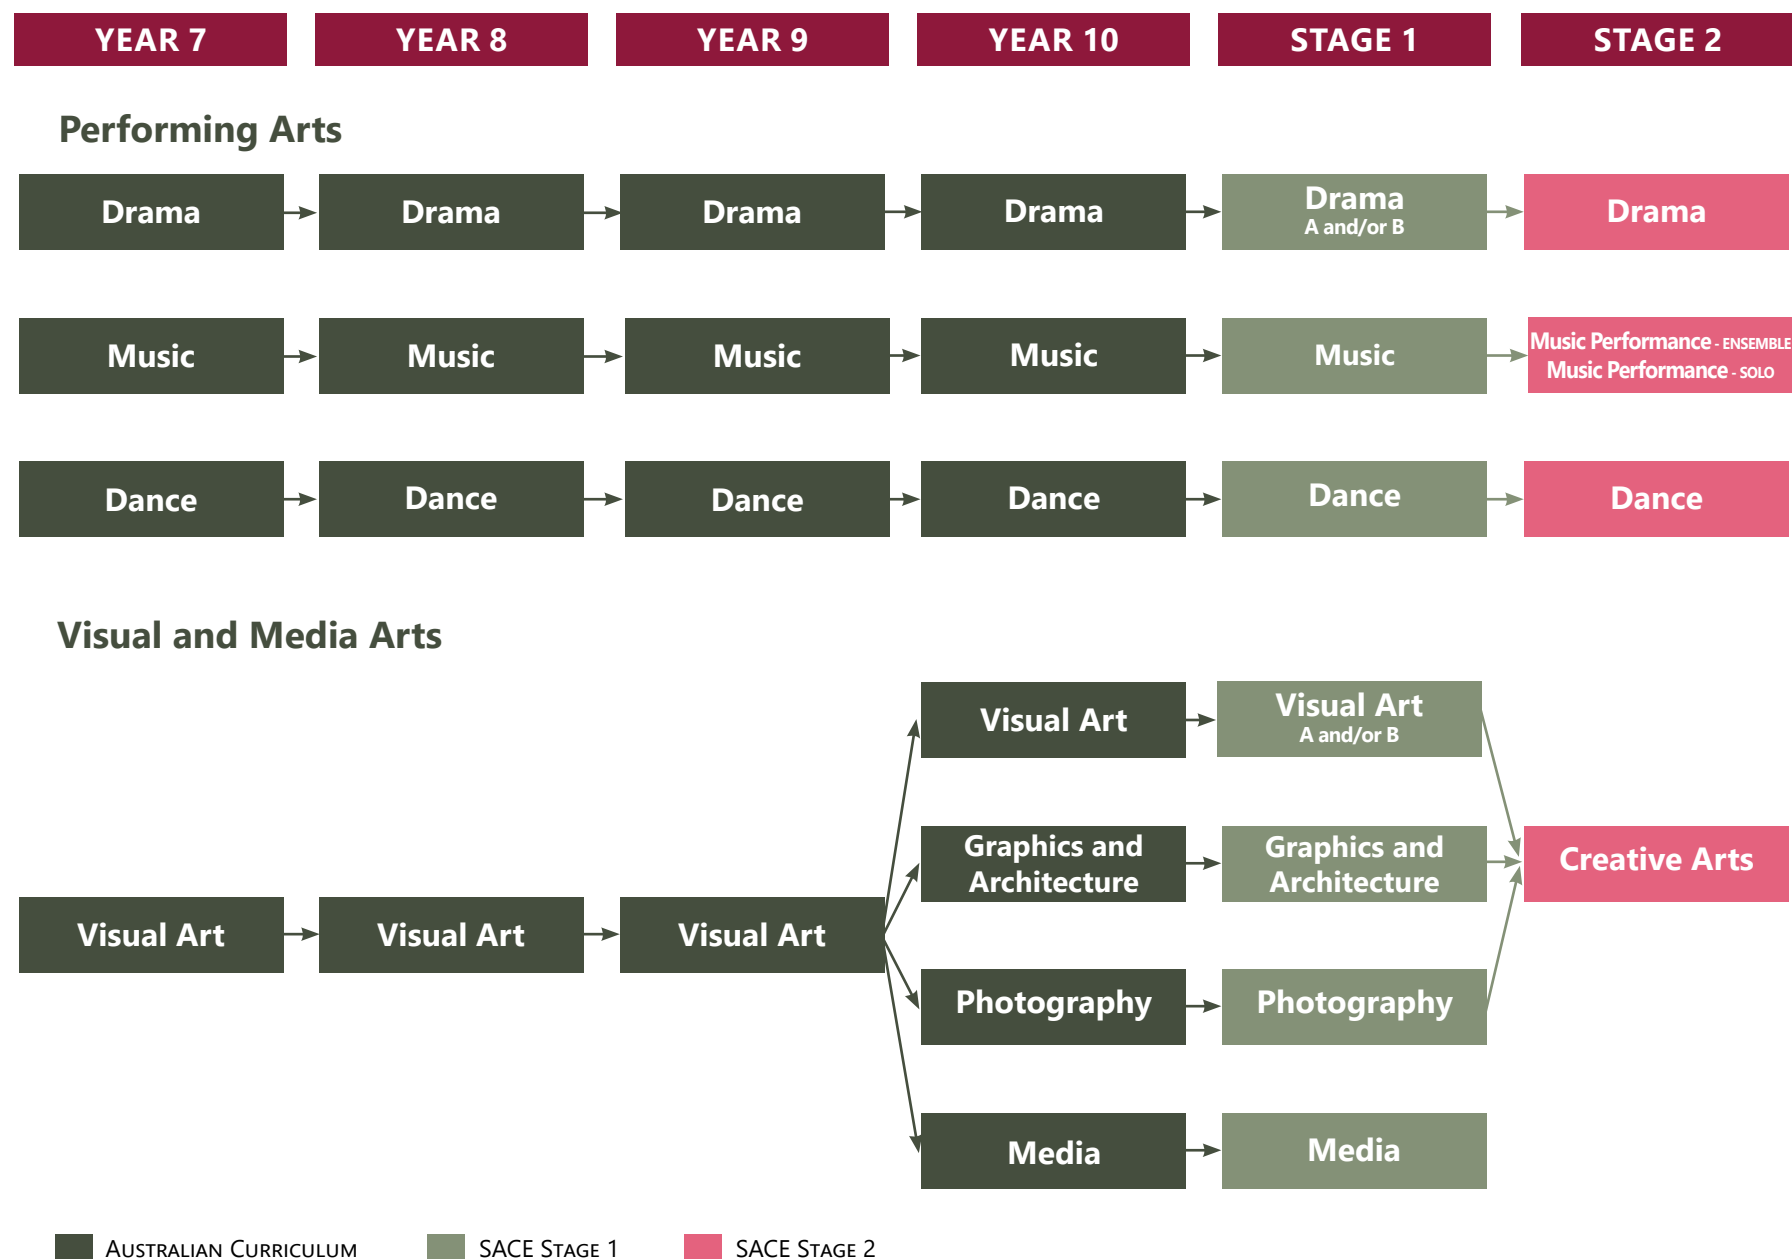 YEAR 7 YEAR 8 YEAR 9 YEAR 10 STAGE 1 STAGE 2
Performing Arts
Drama Drama Drama Drama Drama Drama
A and/or B
Music Music Music Music Music Music Performance - ENSEMBLE
Music Performance - SOLO
Dance Dance Dance Dance Dance Dance
Visual and Media Arts
Visual Art Visual Art
A and/or B
Graphics and Graphics and
Architecture Architecture
Creative Arts
Visual Art Visual Art Visual Art
Photography Photography
Media Media
AUSTRALIAN CURRICULUM SACE STAGE 1 SACE STAGE 2